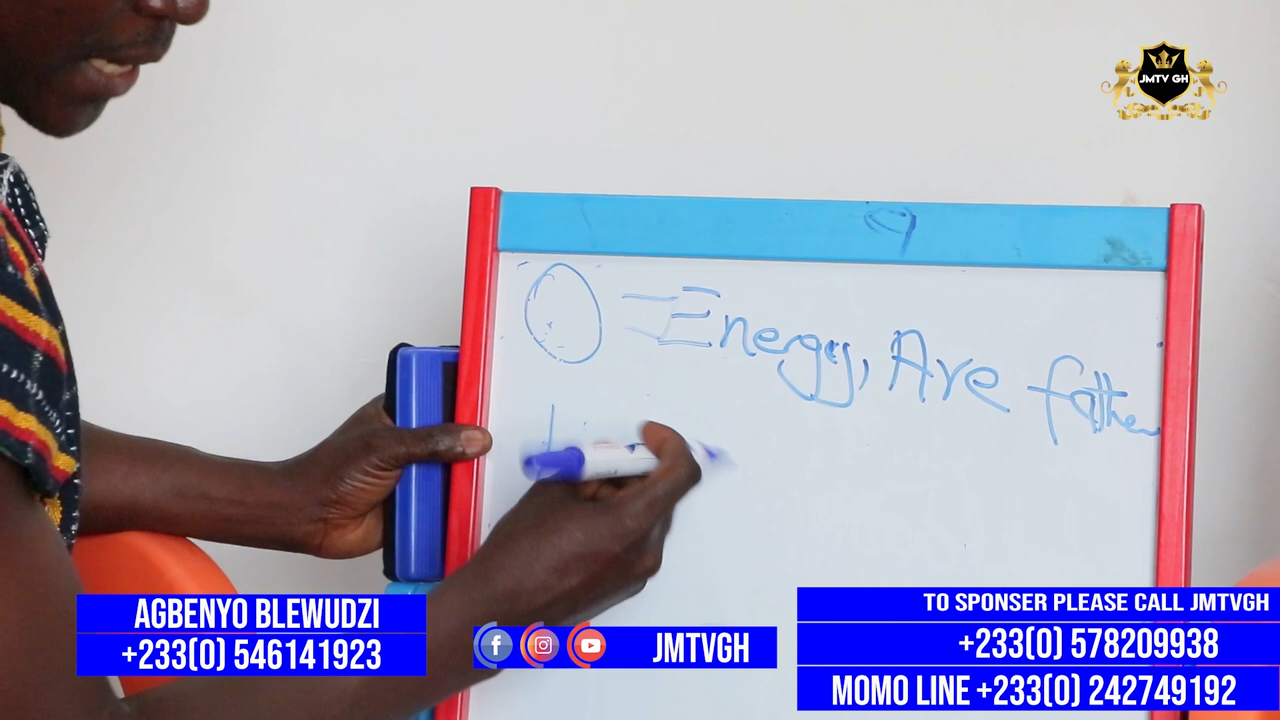 JMTV GH
9
= Energy, Are father
AGBENYO BLEWUDZI
+233(0) 546141923
JMTVGH
TO SPONSER PLEASE CALL JMTVGH
+233(0) 578209938
MOMO LINE +233(0) 242749192